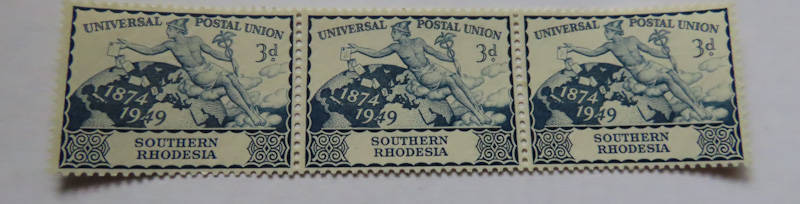 UNIVERSAL POSTAL UNION
3d
1874
1949
SOUTHERN
RHODESIA
UNIVERSAL POSTAL UNION
3d
1874
1949
SOUTHERN
RHODESIA
UNIVERSAL POSTAL UNION
3d
1874
1949
SOUTHERN
RHODESIA